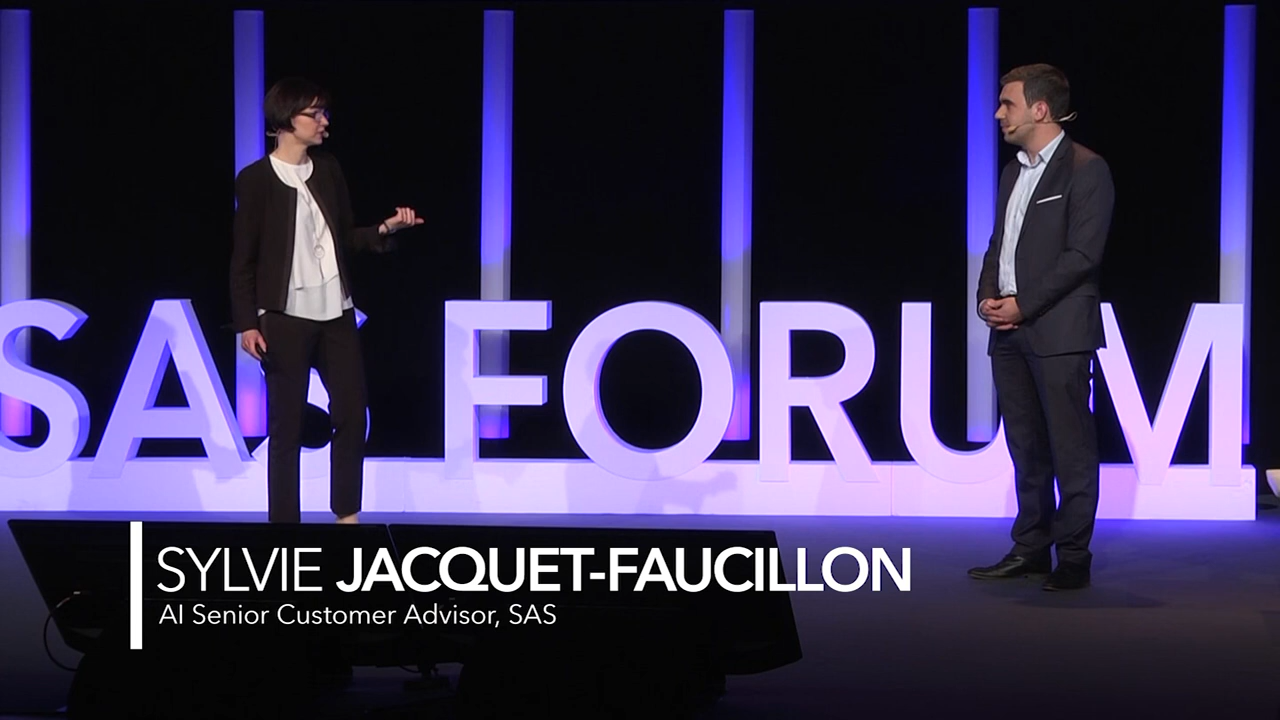 SAS FORUM
SYLVIE JACQUET-FAUCILLON
AI Senior Customer Advisor, SAS